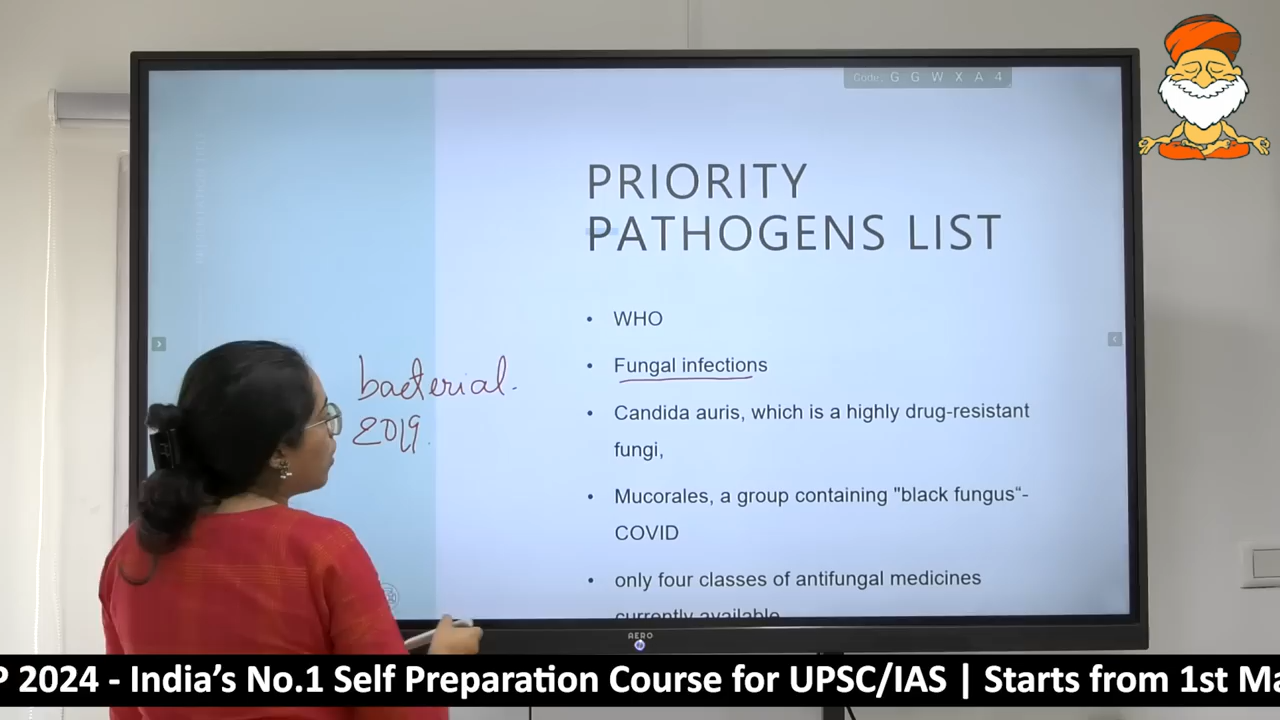 Code: G G W X A 4
PRIORITY
PATHOGENS LIST
• WHO
• Fungal infections
bacterial.
2019.
• Candida auris, which is a highly drug-resistant
fungi,
• Mucorales, a group containing "black fungus“-
COVID
• only four classes of antifungal medicines
currently available
AERO
P 2024 - India’s No.1 Self Preparation Course for UPSC/IAS | Starts from 1st Ma